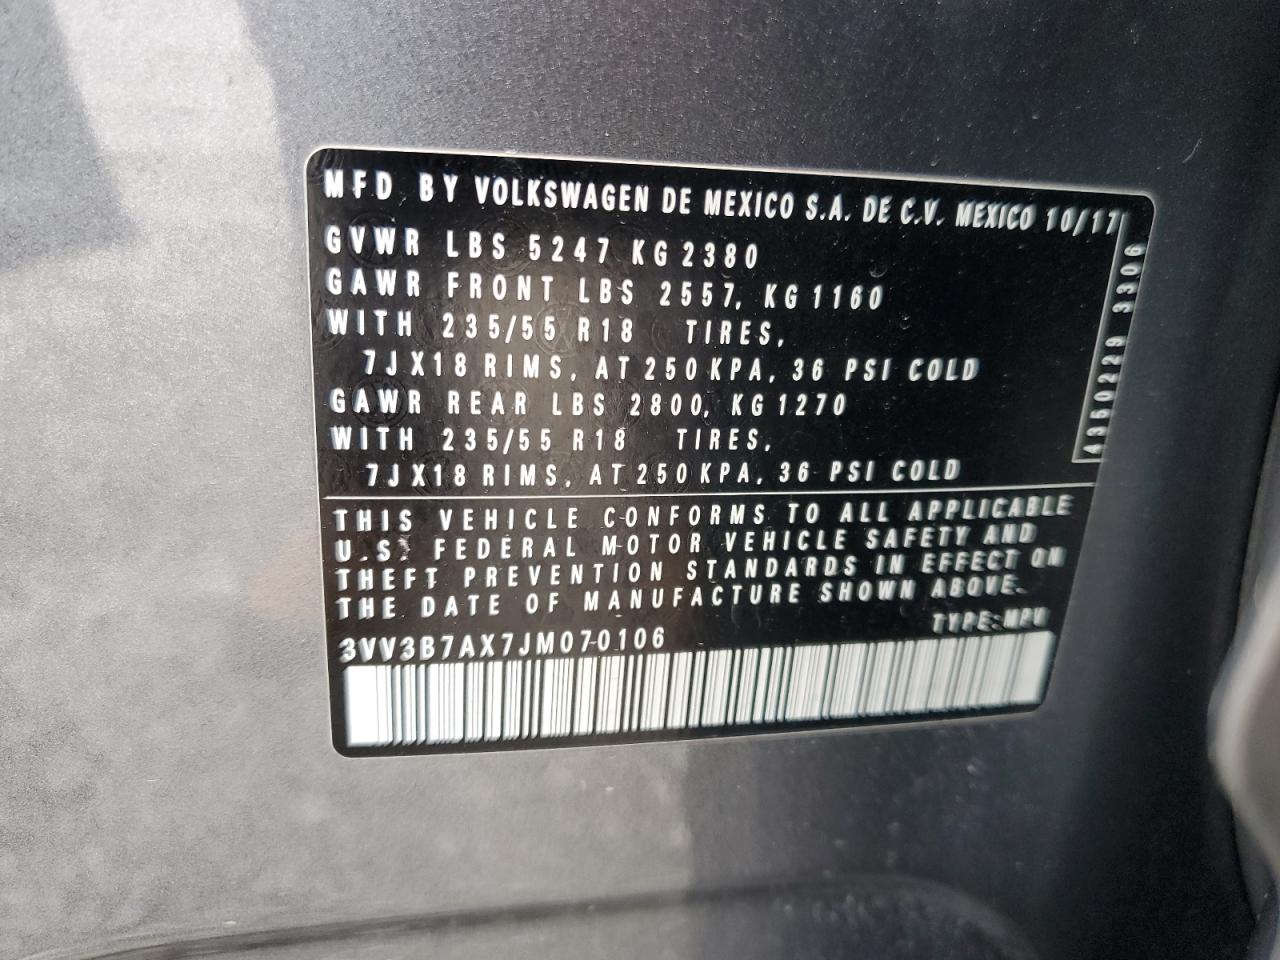 MFD BY VOLKSWAGEN DE MEXICO S.A. DE C.V. MEXICO 10/17
GVWR LBS 5247 KG 2380
GAWR FRONT LBS 2557, KG 1160
WITH 235/55 R18 TIRES,
7JX18 RIMS, AT 250 KPA, 36 PSI COLD
GAWR REAR LBS 2800, KG 1270
WITH 235/55 R18 TIRES,
7JX18 RIMS, AT 250 KPA, 36 PSI COLD
4360229 3306
THIS VEHICLE CONFORMS TO ALL APPLICABLE
U.S. FEDERAL MOTOR VEHICLE SAFETY AND
THEFT PREVENTION STANDARDS IN EFFECT ON
THE DATE OF MANUFACTURE SHOWN ABOVE.
TYPE: MPV
3VV3B7AX7JM070106